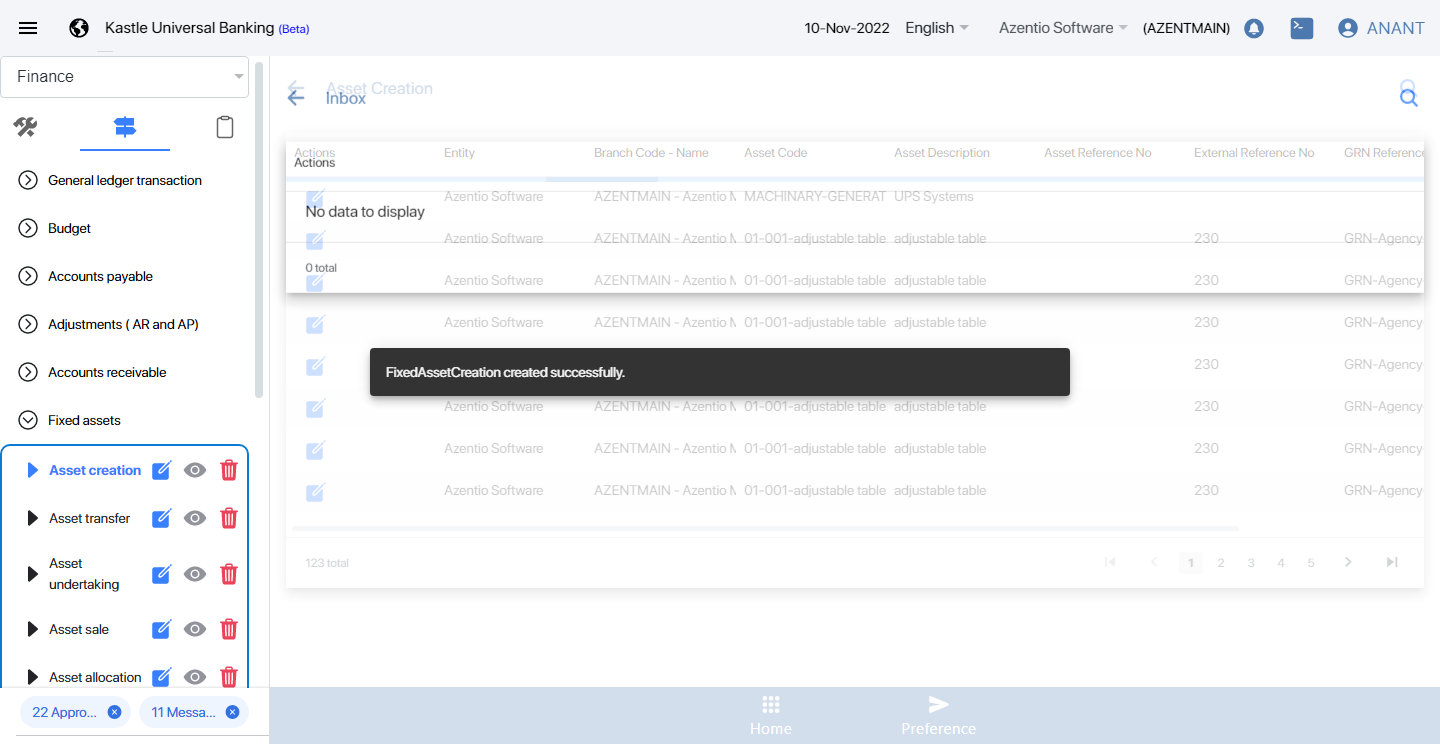 Kastle Universal Banking (Beta)
10-Nov-2022 English Azentio Software (AZENTMAIN) ANANT
Finance
General ledger transaction
Budget
Accounts payable
Adjustments ( AR and AP)
Accounts receivable
Fixed assets
Asset creation
Asset transfer
Asset
undertaking
Asset sale
Asset allocation
22 Appro...
11 Messa...
Asset Creation
Inbox
Actions Entity Branch Code - Name Asset Code Asset Description Asset Reference No External Reference No GRN Reference
Actions
Azentio Software AZENTMAIN - Azentio M MACHINARY-GENERAT UPS Systems
No data to display
Azentio Software AZENTMAIN - Azentio M 01-001-adjustable table adjustable table 230 GRN-Agency
0 total
Azentio Software AZENTMAIN - Azentio M 01-001-adjustable table adjustable table 230 GRN-Agency
Azentio Software AZENTMAIN - Azentio M 01-001-adjustable table adjustable table 230 GRN-Agency
230 GRN-Agency
FixedAssetCreation created successfully.
Azentio Software AZENTMAIN - Azentio M 01-001-adjustable table adjustable table 230 GRN-Agency
Azentio Software AZENTMAIN - Azentio M 01-001-adjustable table adjustable table 230 GRN-Agency
Azentio Software AZENTMAIN - Azentio M 01-001-adjustable table adjustable table 230 GRN-Agency
123 total
1 2 3 4 5
Home
Preference